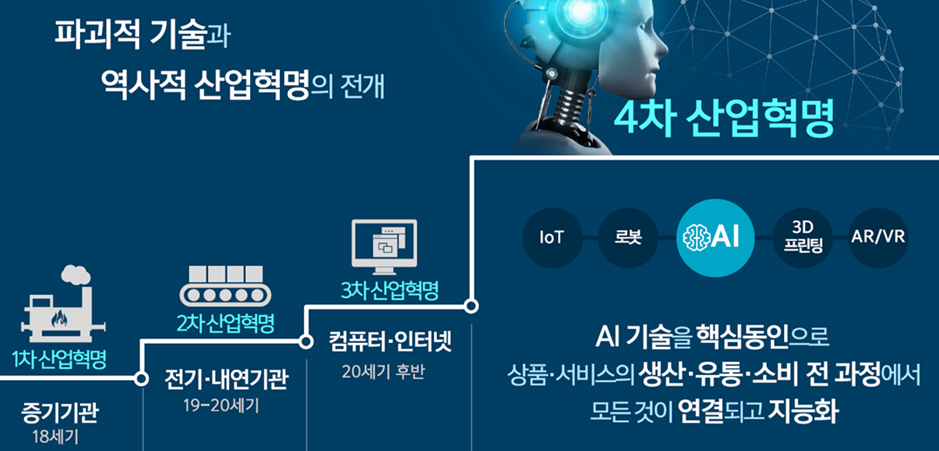 파괴적 기술과
역사적 산업혁명의 전개
4차 산업혁명
IoT
로봇
AI
3D
프린팅
AR/VR
3차 산업혁명
2차 산업혁명
1차 산업혁명
컴퓨터·인터넷
20세기 후반
전기·내연기관
19-20세기
증기기관
18세기
AI 기술을 핵심동인으로
상품·서비스의 생산·유통·소비 전 과정에서
모든 것이 연결되고 지능화